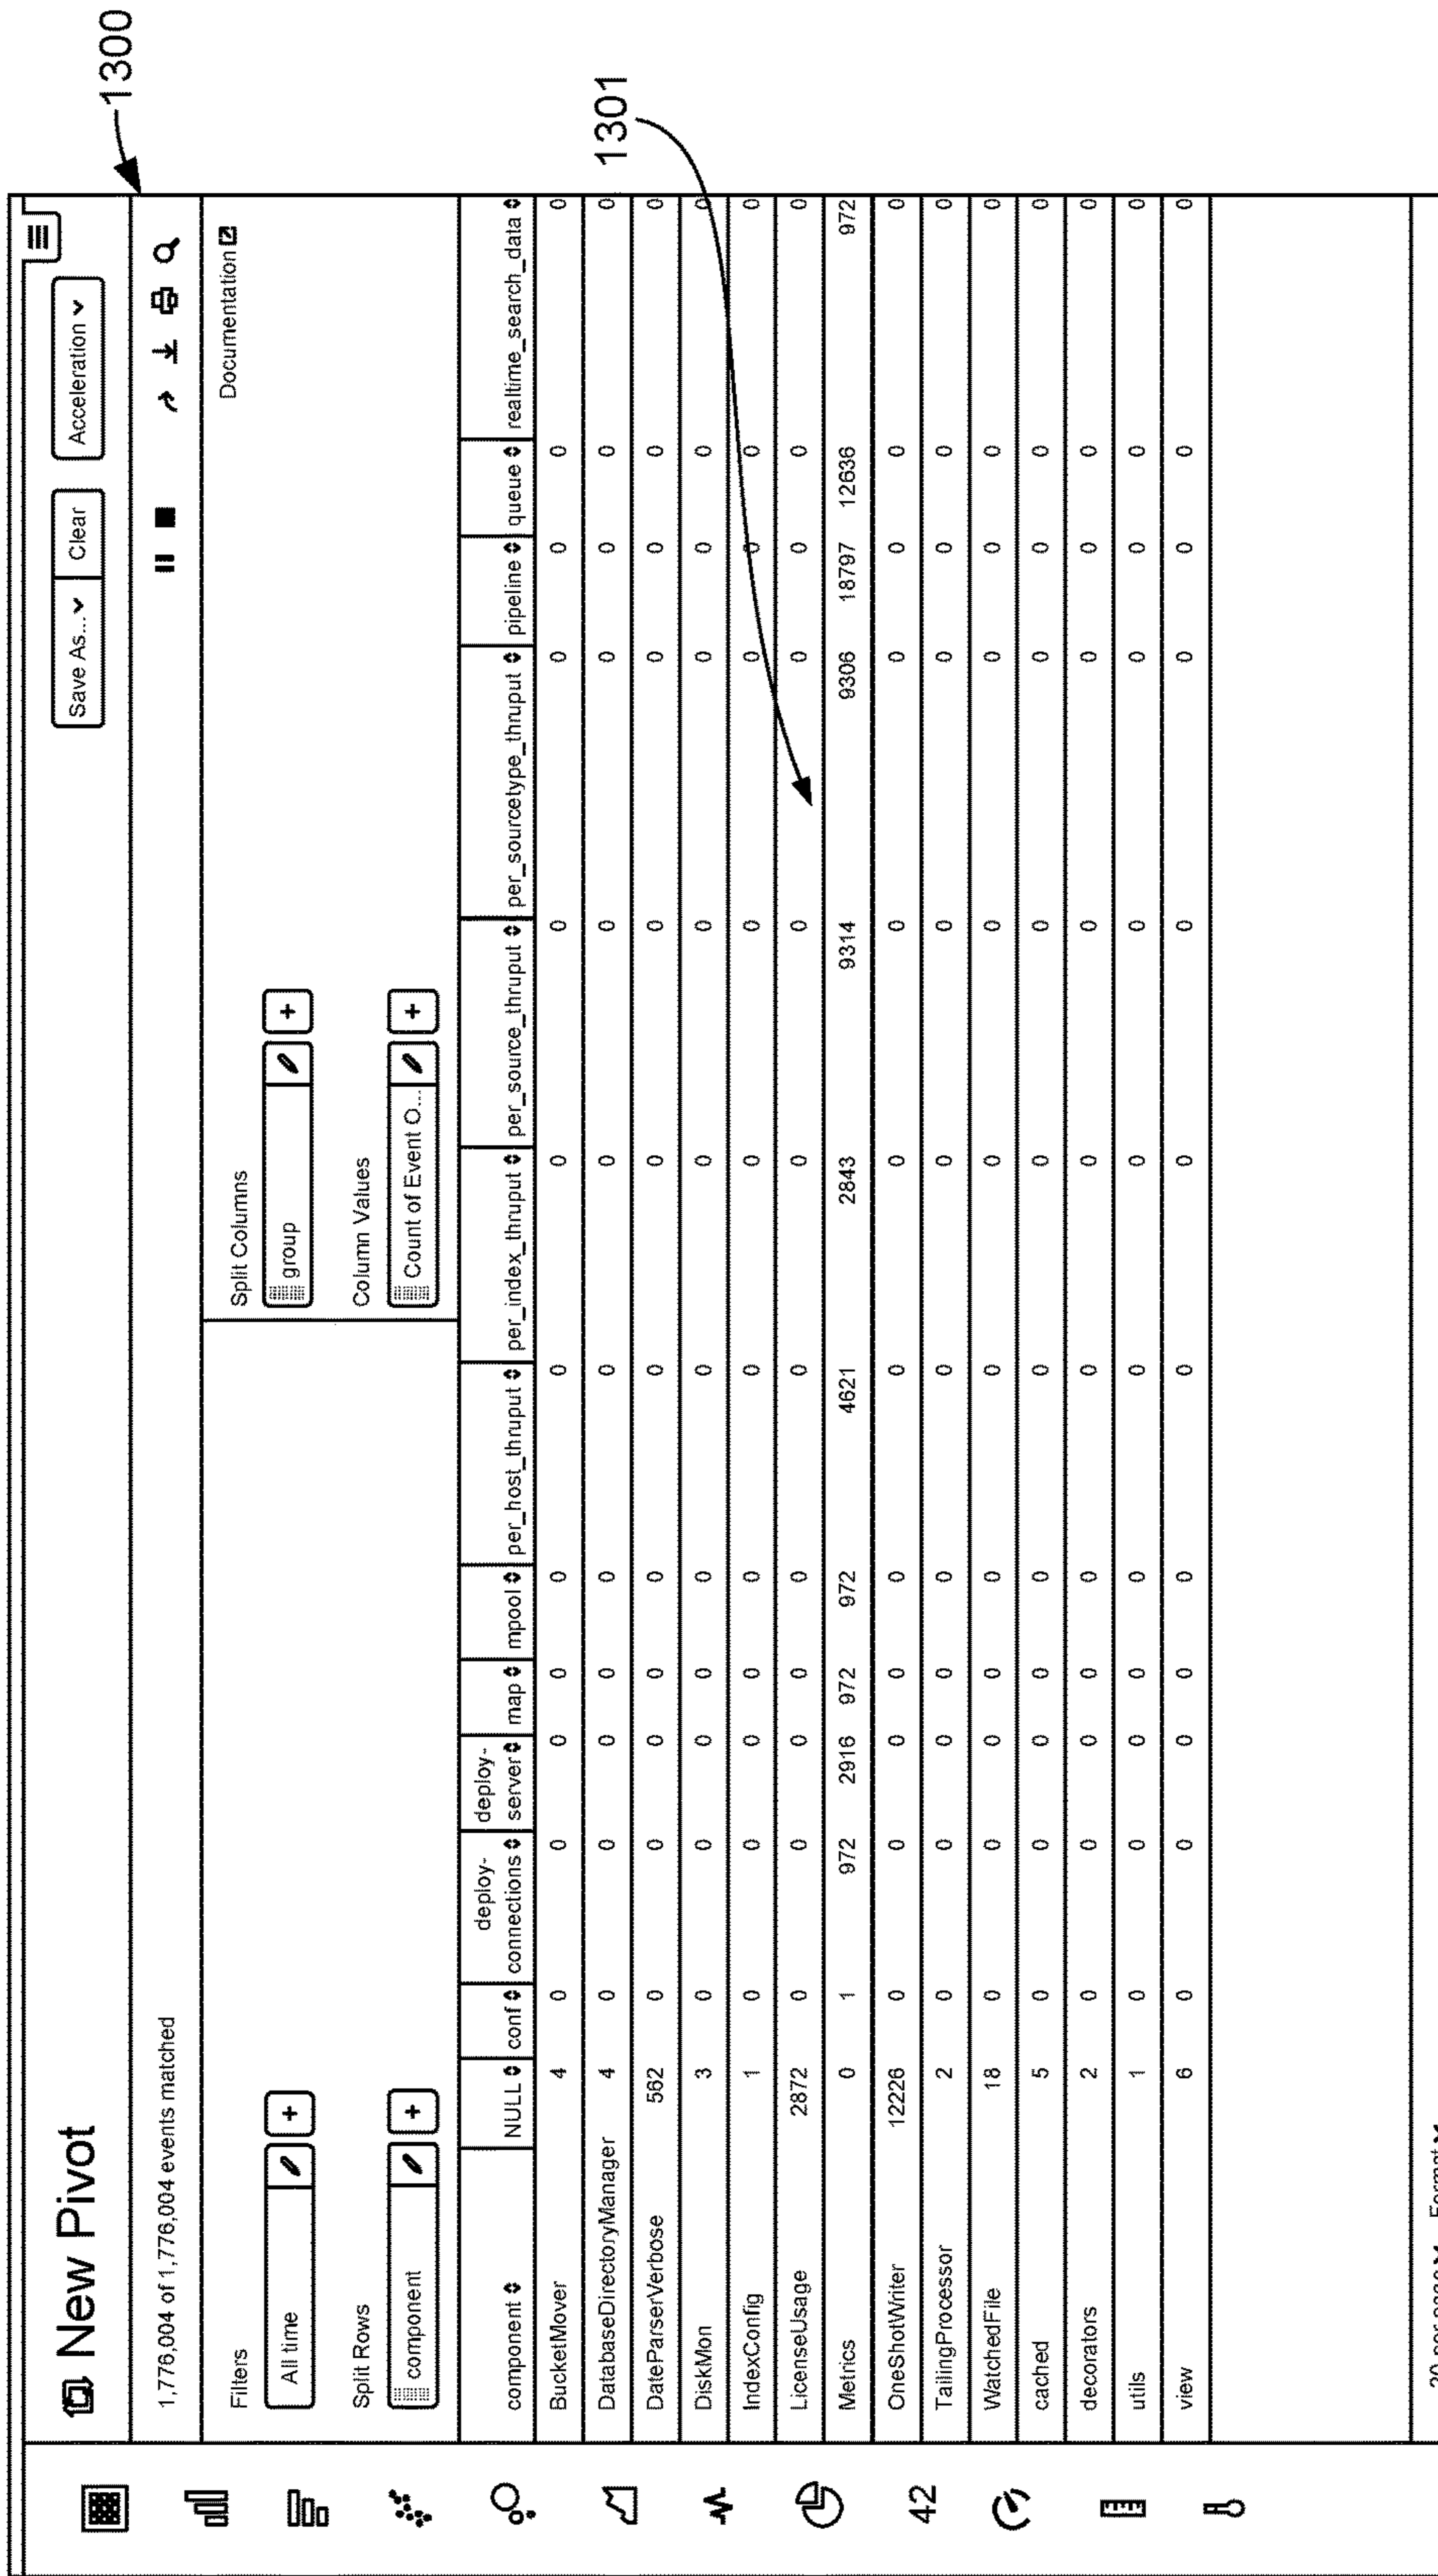 1300
1301
New Pivot
Save As... Clear Acceleration
1,776,004 of 1,776,004 events matched
Filters
All time +
Split Columns
group +
Documentation
Split Rows
component +
Column Values
Count of Event O... +
component NULL conf deploy-connections deploy-server map mpool per_host_thruput per_index_thruput per_source_thruput per_sourcetype_thruput pipeline queue realtime_search_data
BucketMover 4 0 0 0 0 0 0 0 0 0 0 0 0
DatabaseDirectoryManager 4 0 0 0 0 0 0 0 0 0 0 0 0
DateParserVerbose 562 0 0 0 0 0 0 0 0 0 0 0 0
DiskMon 3 0 0 0 0 0 0 0 0 0 0 0 0
IndexConfig 1 0 0 0 0 0 0 0 0 0 0 0 0
LicenseUsage 2872 0 0 0 0 0 0 0 0 0 0 0 0
Metrics 0 1 972 2916 972 972 4621 2843 9314 9306 18797 12636 972
OneShotWriter 12226 0 0 0 0 0 0 0 0 0 0 0 0
TailingProcessor 2 0 0 0 0 0 0 0 0 0 0 0 0
WatchedFile 18 0 0 0 0 0 0 0 0 0 0 0 0
cached 5 0 0 0 0 0 0 0 0 0 0 0 0
decorators 2 0 0 0 0 0 0 0 0 0 0 0 0
utils 1 0 0 0 0 0 0 0 0 0 0 0 0
view 6 0 0 0 0 0 0 0 0 0 0 0 0
42